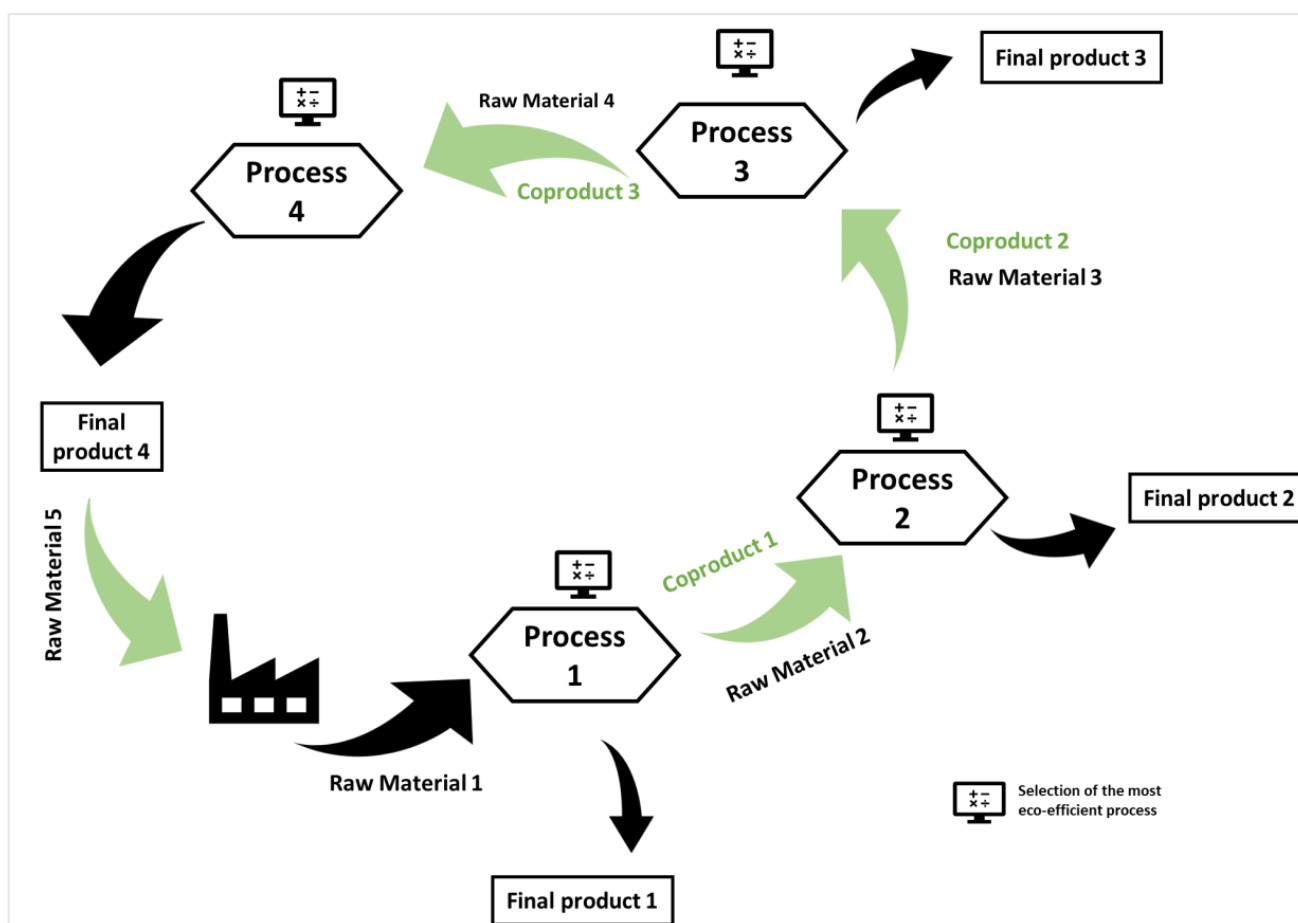 Final product 3
Raw Material 4
Process
3
Process
4
Coproduct 3
Coproduct 2
Raw Material 3
Final
product 4
Process
2
Final product 2
Raw Material 5
Coproduct 1
Process
1
Raw Material 2
Raw Material 1
Selection of the most
eco-efficient process
Final product 1
+−
×÷
+−
×÷
+−
×÷
+−
×÷
+−
×÷